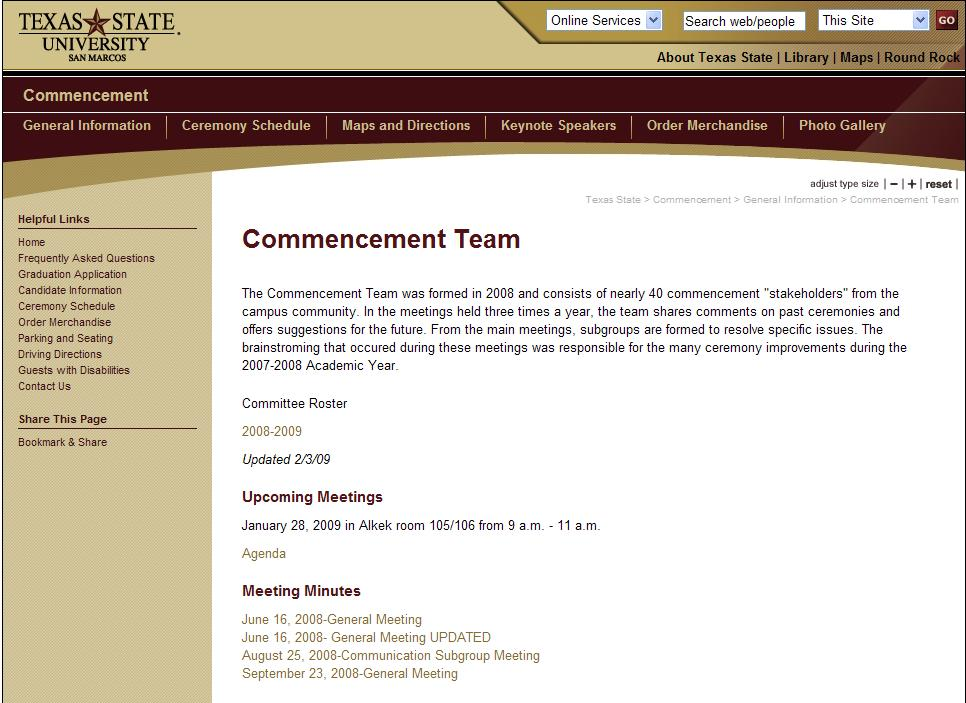 TEXAS STATE
UNIVERSITY
SAN MARCOS
Online Services
Search web/people
This Site
GO
About Texas State | Library | Maps | Round Rock
Commencement
General Information | Ceremony Schedule | Maps and Directions | Keynote Speakers | Order Merchandise | Photo Gallery
adjust type size | − | + | reset |
Texas State > Commencement > General Information > Commencement Team
Helpful Links
Home
Frequently Asked Questions
Graduation Application
Candidate Information
Ceremony Schedule
Order Merchandise
Parking and Seating
Driving Directions
Guests with Disabilities
Contact Us
Share This Page
Bookmark & Share
Commencement Team
The Commencement Team was formed in 2008 and consists of nearly 40 commencement "stakeholders" from the
campus community. In the meetings held three times a year, the team shares comments on past ceremonies and
offers suggestions for the future. From the main meetings, subgroups are formed to resolve specific issues. The
brainstroming that occured during these meetings was responsible for the many ceremony improvements during the
2007-2008 Academic Year.
Committee Roster
2008-2009
Updated 2/3/09
Upcoming Meetings
January 28, 2009 in Alkek room 105/106 from 9 a.m. - 11 a.m.
Agenda
Meeting Minutes
June 16, 2008-General Meeting
June 16, 2008- General Meeting UPDATED
August 25, 2008-Communication Subgroup Meeting
September 23, 2008-General Meeting